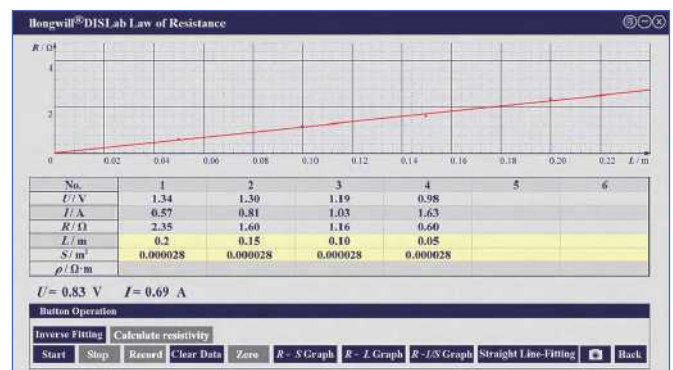 llongwill®DISLab Law of Resistance
R / Ω
4
2
0 0.02 0.04 0.06 0.08 0.10 0.12 0.14 0.16 0.18 0.20 0.22 L / m
No. 1 2 3 4 5 6
U / V 1.34 1.30 1.19 0.98
I / A 0.57 0.81 1.03 1.63
R / Ω 2.35 1.60 1.16 0.60
L / m 0.2 0.15 0.10 0.05
S / m² 0.000028 0.000028 0.000028 0.000028
ρ / Ω·m
U = 0.83 V I = 0.69 A
Button Operation
Inverse Fitting Calculate resistivity
Start Stop Record Clear Data Zero R - S Graph R - L Graph R -1/S Graph Straight Line-Fitting Back